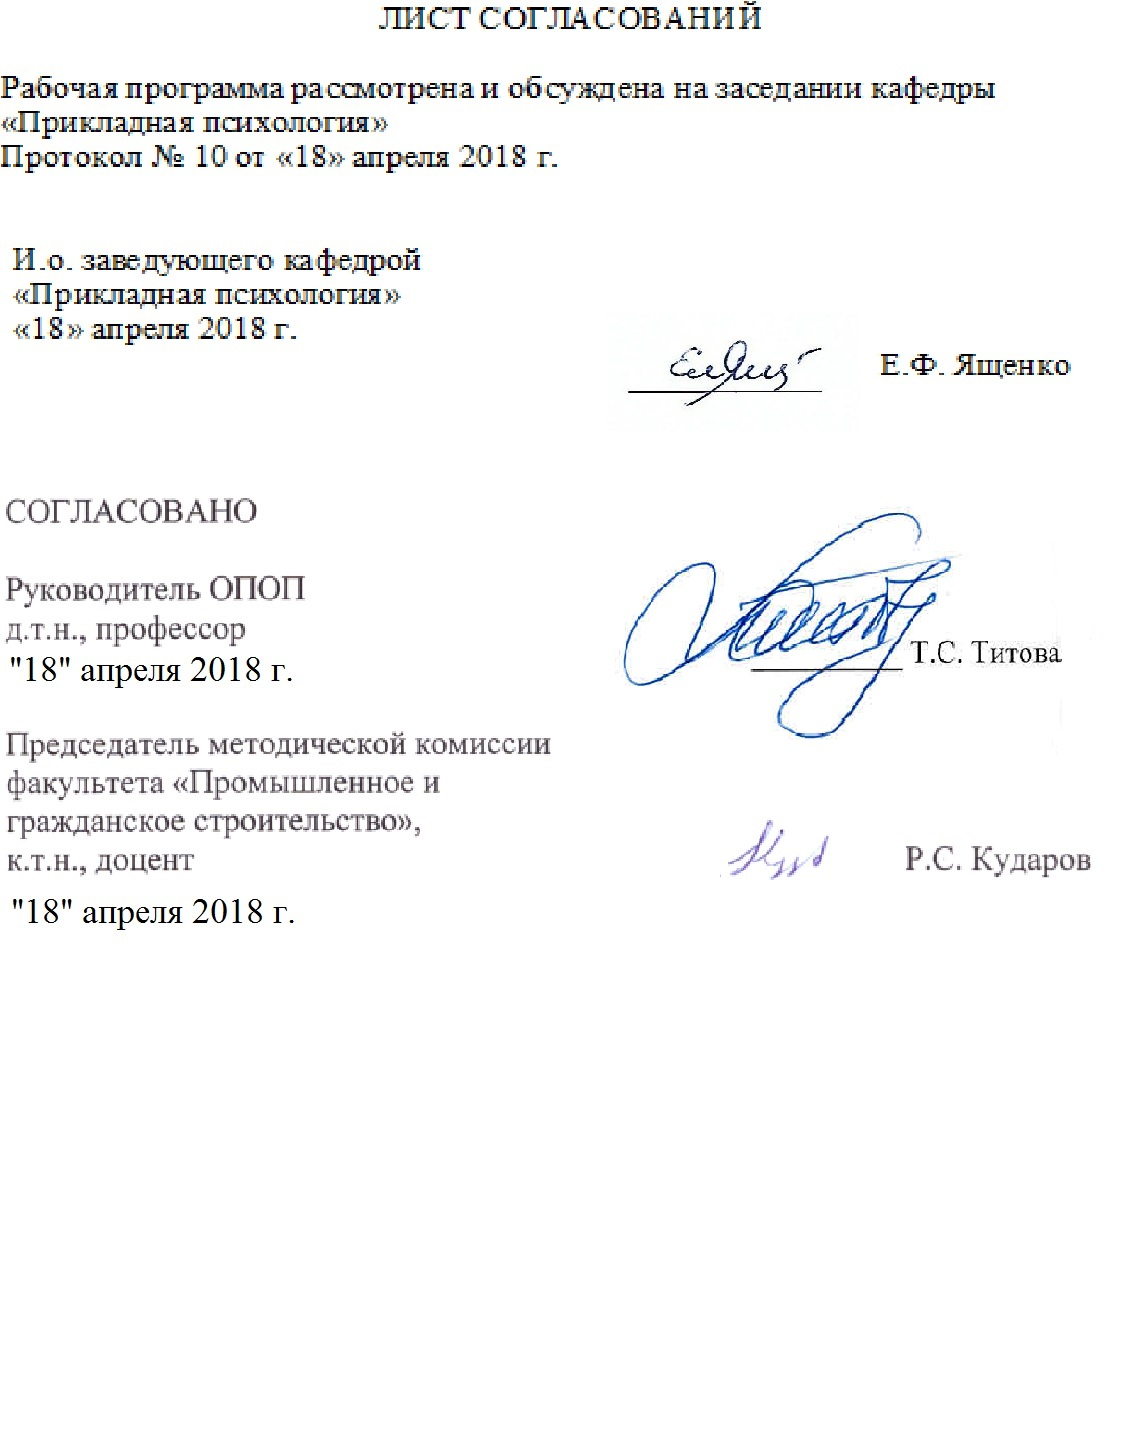 ЛИСТ СОГЛАСОВАНИЙ
Рабочая программа рассмотрена и обсуждена на заседании кафедры
«Прикладная психология»
Протокол № 10 от «18» апреля 2018 г.
И.о. заведующего кафедрой
«Прикладная психология»
«18» апреля 2018 г.
Е.Ф. Ященко
СОГЛАСОВАНО
Руководитель ОПОП
д.т.н., профессор
"18" апреля 2018 г.
Т.С. Титова
Председатель методической комиссии
факультета «Промышленное и
гражданское строительство»,
к.т.н., доцент
Р.С. Кударов
"18" апреля 2018 г.